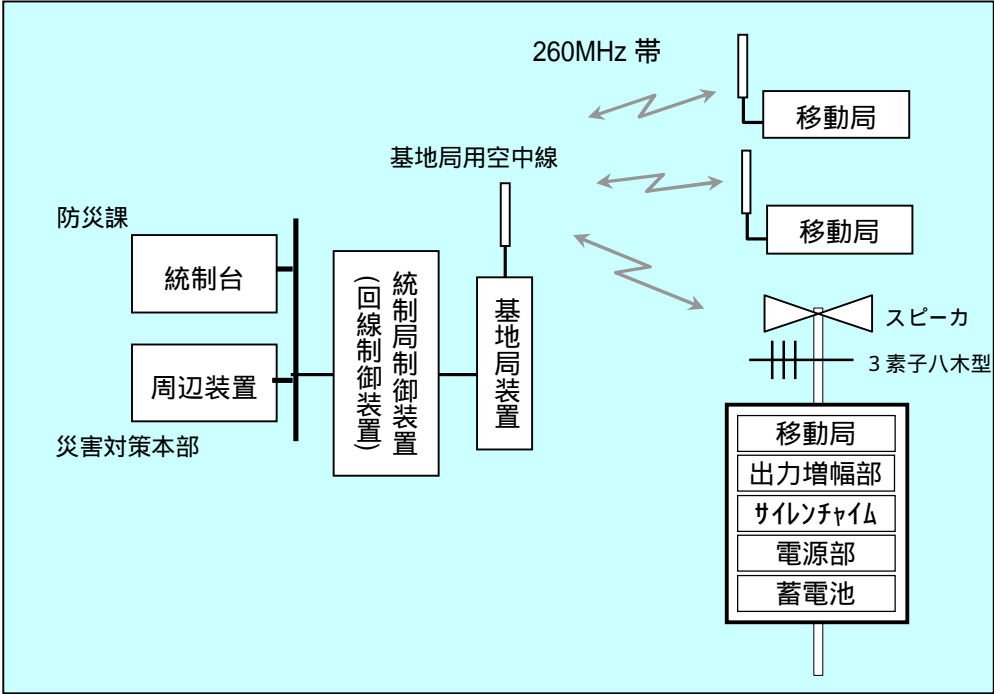 260MHz 帯
移動局
基地局用空中線
移動局
防災課
統制台
統制局制御装置
(回線制御装置)
基地局装置
スピーカ
3 素子八木型
周辺装置
災害対策本部
移動局
出力増幅部
サイレンチャイム
電源部
蓄電池